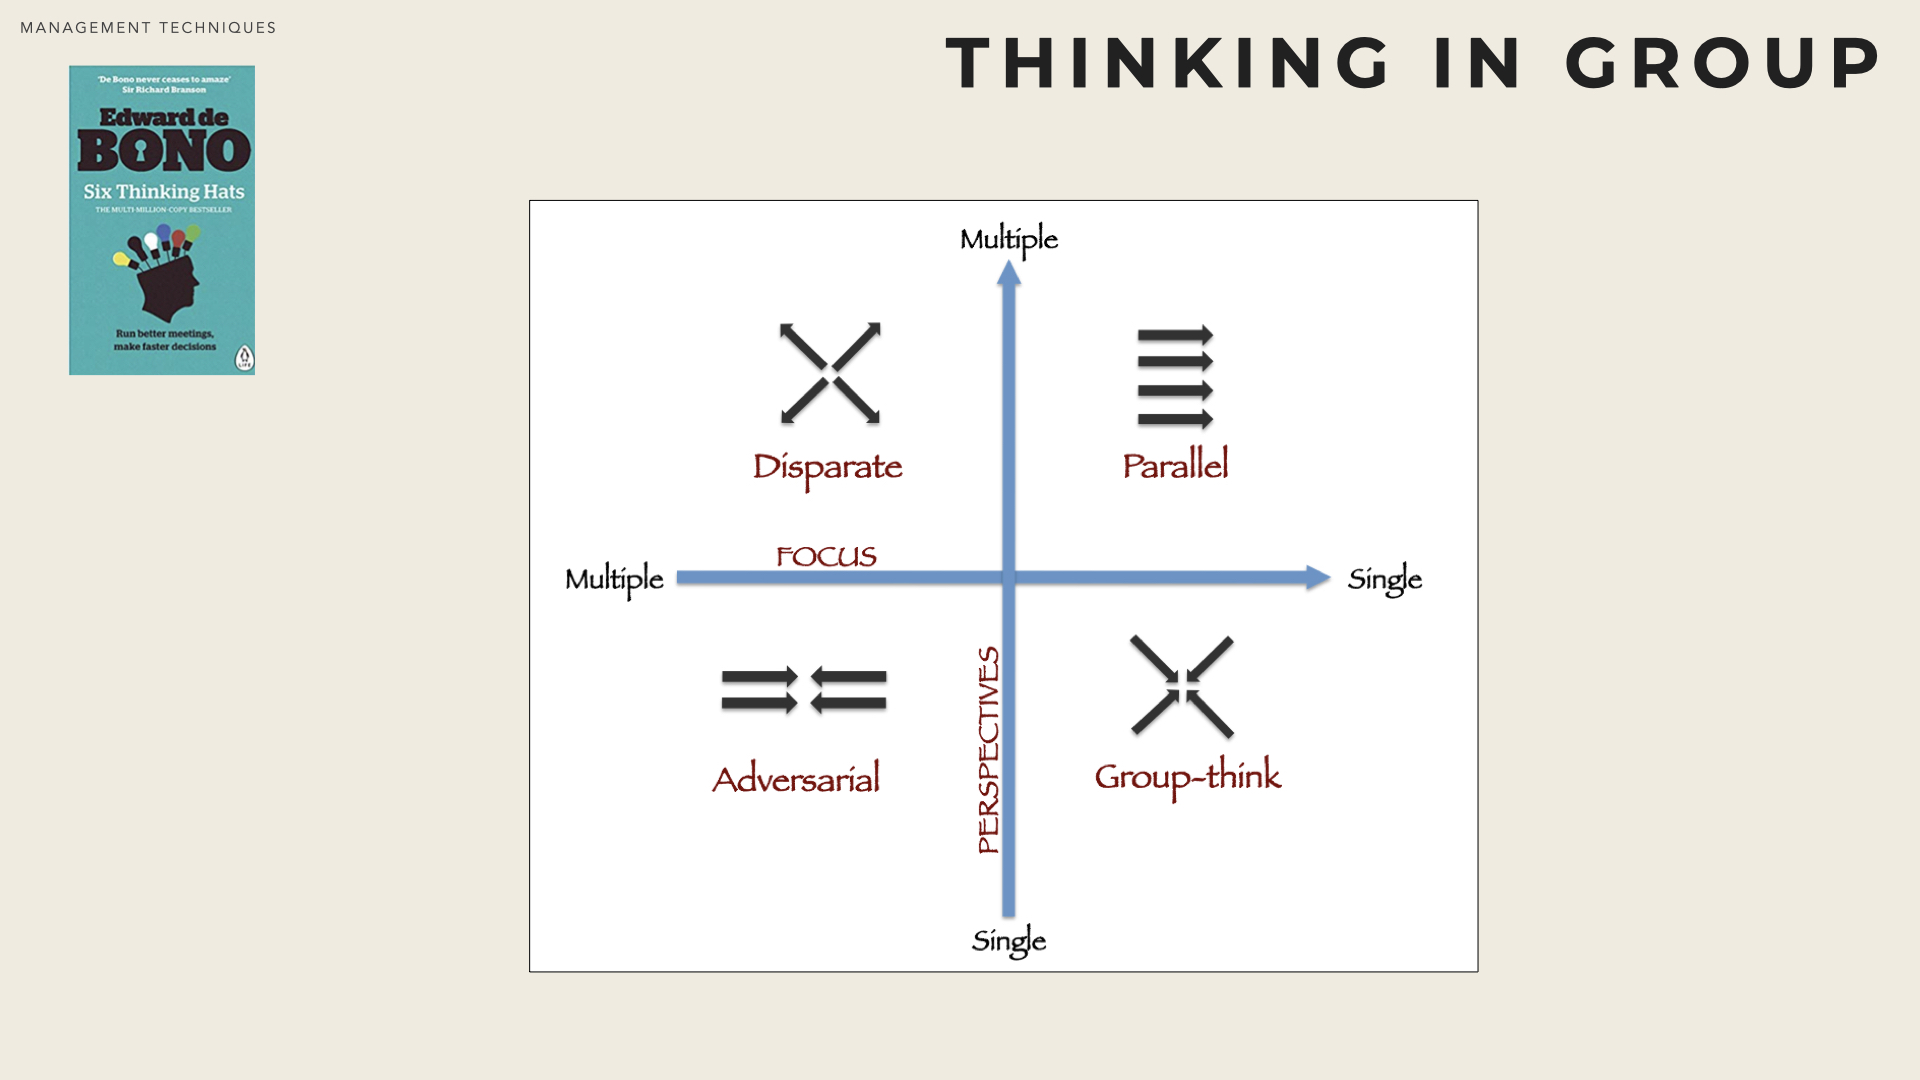 MANAGEMENT TECHNIQUES
THINKING IN GROUP
'De Bono never ceases to amaze'
Sir Richard Branson
Edward de
BONO
Six Thinking Hats
THE MULTI-MILLION-COPY BESTSELLER
Run better meetings,
make faster decisions
LIFE
Multiple
Disparate
Parallel
FOCUS
Multiple
Single
PERSPECTIVES
Adversarial
Group-think
Single